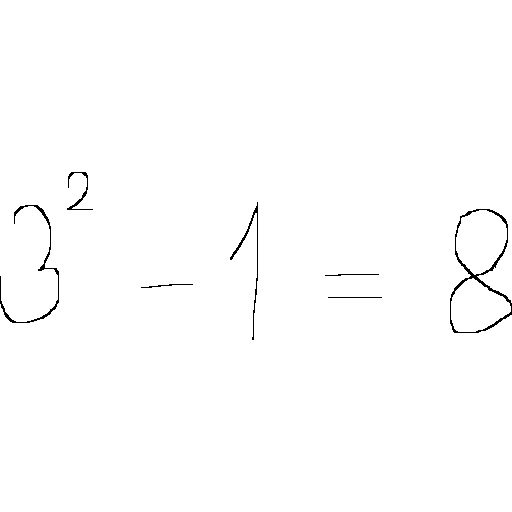 3² - 1 = 8